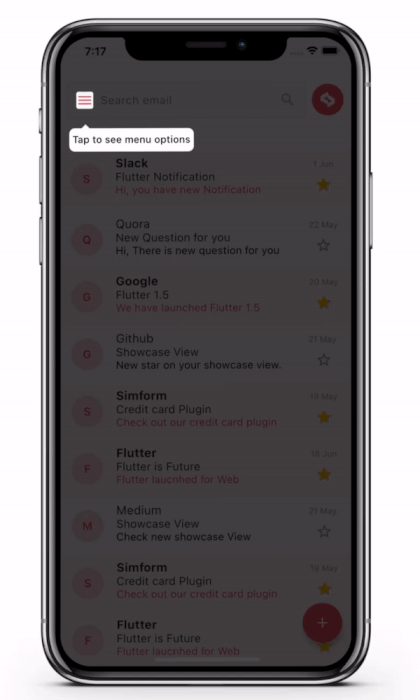 7:17
Search email
Tap to see menu options
Slack
1 Jun
S
Flutter Notification
Hi, you have new Notification
Quora
22 May
Q
New Question for you
Hi, There is new question for you
Google
20 May
G
Flutter 1.5
We have launched Flutter 1.5
Github
21 May
G
Showcase View
New star on your showcase view.
Simform
16 May
S
Credit card Plugin
Check out our credit card plugin
Flutter
18 Jun
F
Flutter is Future
Flutter laucnhed for Web
Medium
21 May
M
Showcase View
Check new showcase View
Simform
18 May
S
Credit card Plugin
Check out our credit card plugin
Flutter
F
Flutter is Future
Flutter laucnhed for Web